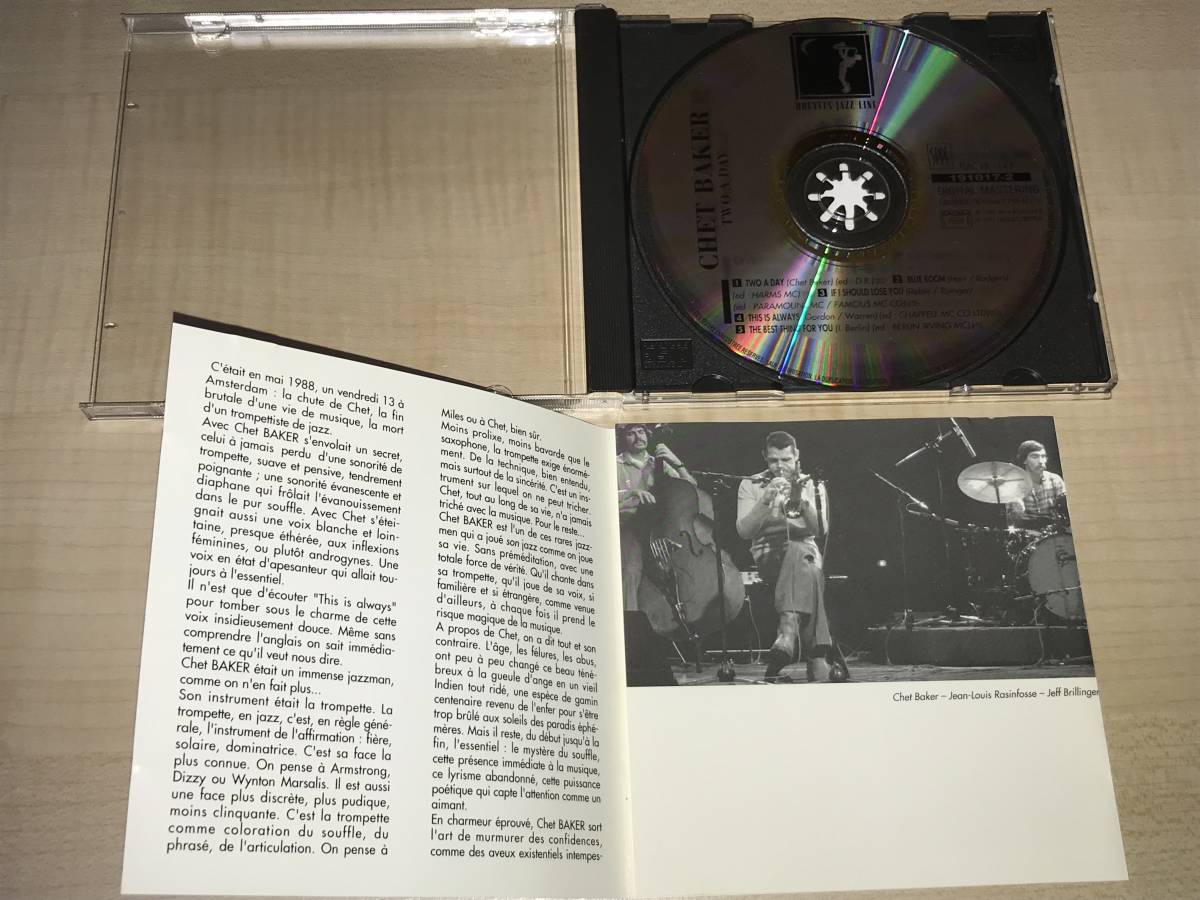 DREYFUS JAZZ LINE
CHET BAKER
TWO A DAY
191017-2
DIGITAL MASTERING
1 TWO A DAY (Chet Baker) (ed : D.R.) 2 BLUE ROOM (Hart / Rodgers)
(ed : HARMS MC) 3 IF I SHOULD LOSE YOU (Robin / Rainger)
(ed : PARAMOUNT MC / FAMOUS MC CO)
4 THIS IS ALWAYS (Gordon / Warren) (ed : CHAPPELL MC CO LTD)
5 THE BEST THING FOR YOU (I. Berlin) (ed : BERLIN IRVING MC)
C'était en mai 1988, un vendredi 13 à
Amsterdam : la chute de Chet, la fin
brutale d'une vie de musique, la mort
d'un trompettiste de jazz.
Avec Chet BAKER s'envolait un secret,
celui à jamais perdu d'une sonorité de
trompette, suave et pensive, tendrement
poignante ; une sonorité évanescente et
diaphane qui frôlait l'évanouissement
dans le pur souffle. Avec Chet s'étei-
gnait aussi une voix blanche et loin-
taine, presque éthérée, aux inflexions
féminines, ou plutôt androgynes. Une
voix en état d'apesanteur qui allait tou-
jours à l'essentiel.
Il n'est que d'écouter "This is always"
pour tomber sous le charme de cette
voix insidieusement douce. Même sans
comprendre l'anglais on sait immédia-
tement ce qu'il veut nous dire.
Chet BAKER était un immense jazzman,
comme on n'en fait plus...
Son instrument était la trompette. La
trompette, en jazz, c'est, en règle géné-
rale, l'instrument de l'affirmation : fière,
solaire, dominatrice. C'est sa face la
plus connue. On pense à Armstrong,
Dizzy ou Wynton Marsalis. Il est aussi
une face plus discrète, plus pudique,
moins clinquante. C'est la trompette
comme coloration du souffle, du
phrasé, de l'articulation. On pense à
Miles ou à Chet, bien sûr.
Moins prolixe, moins bavarde que le
saxophone, la trompette exige énormé-
ment. De la technique, bien entendu,
mais surtout de la sincérité. C'est un ins-
trument sur lequel on ne peut tricher.
Chet, tout au long de sa vie, n'a jamais
triché avec la musique. Pour le reste...
Chet BAKER est l'un de ces rares jazz-
men qui a joué son jazz comme on joue
sa vie. Sans préméditation, avec une
totale force de vérité. Qu'il chante dans
sa trompette, qu'il joue de sa voix, si
familière et si étrange, comme venue
d'ailleurs, à chaque fois il prend le
risque magique de la musique.
A propos de Chet, on a dit tout et son
contraire. L'âge, les fêlures, les abus,
ont peu à peu changé ce beau téné-
breux à la gueule d'ange en un vieil
Indien tout ridé, une espèce de gamin
centenaire revenu de l'enfer pour s'être
trop brûlé aux soleils des paradis éphé-
mères. Mais il reste, du début jusqu'à la
fin, l'essentiel : le mystère du souffle,
cette présence immédiate à la musique,
ce lyrisme abandonné, cette puissance
poétique qui capte l'attention comme un
aimant.
En charmeur éprouvé, Chet BAKER sort
l'art de murmurer des confidences,
comme des aveux existentiels intempes-
Chet Baker – Jean-Louis Rasinfosse – Jeff Brillinger